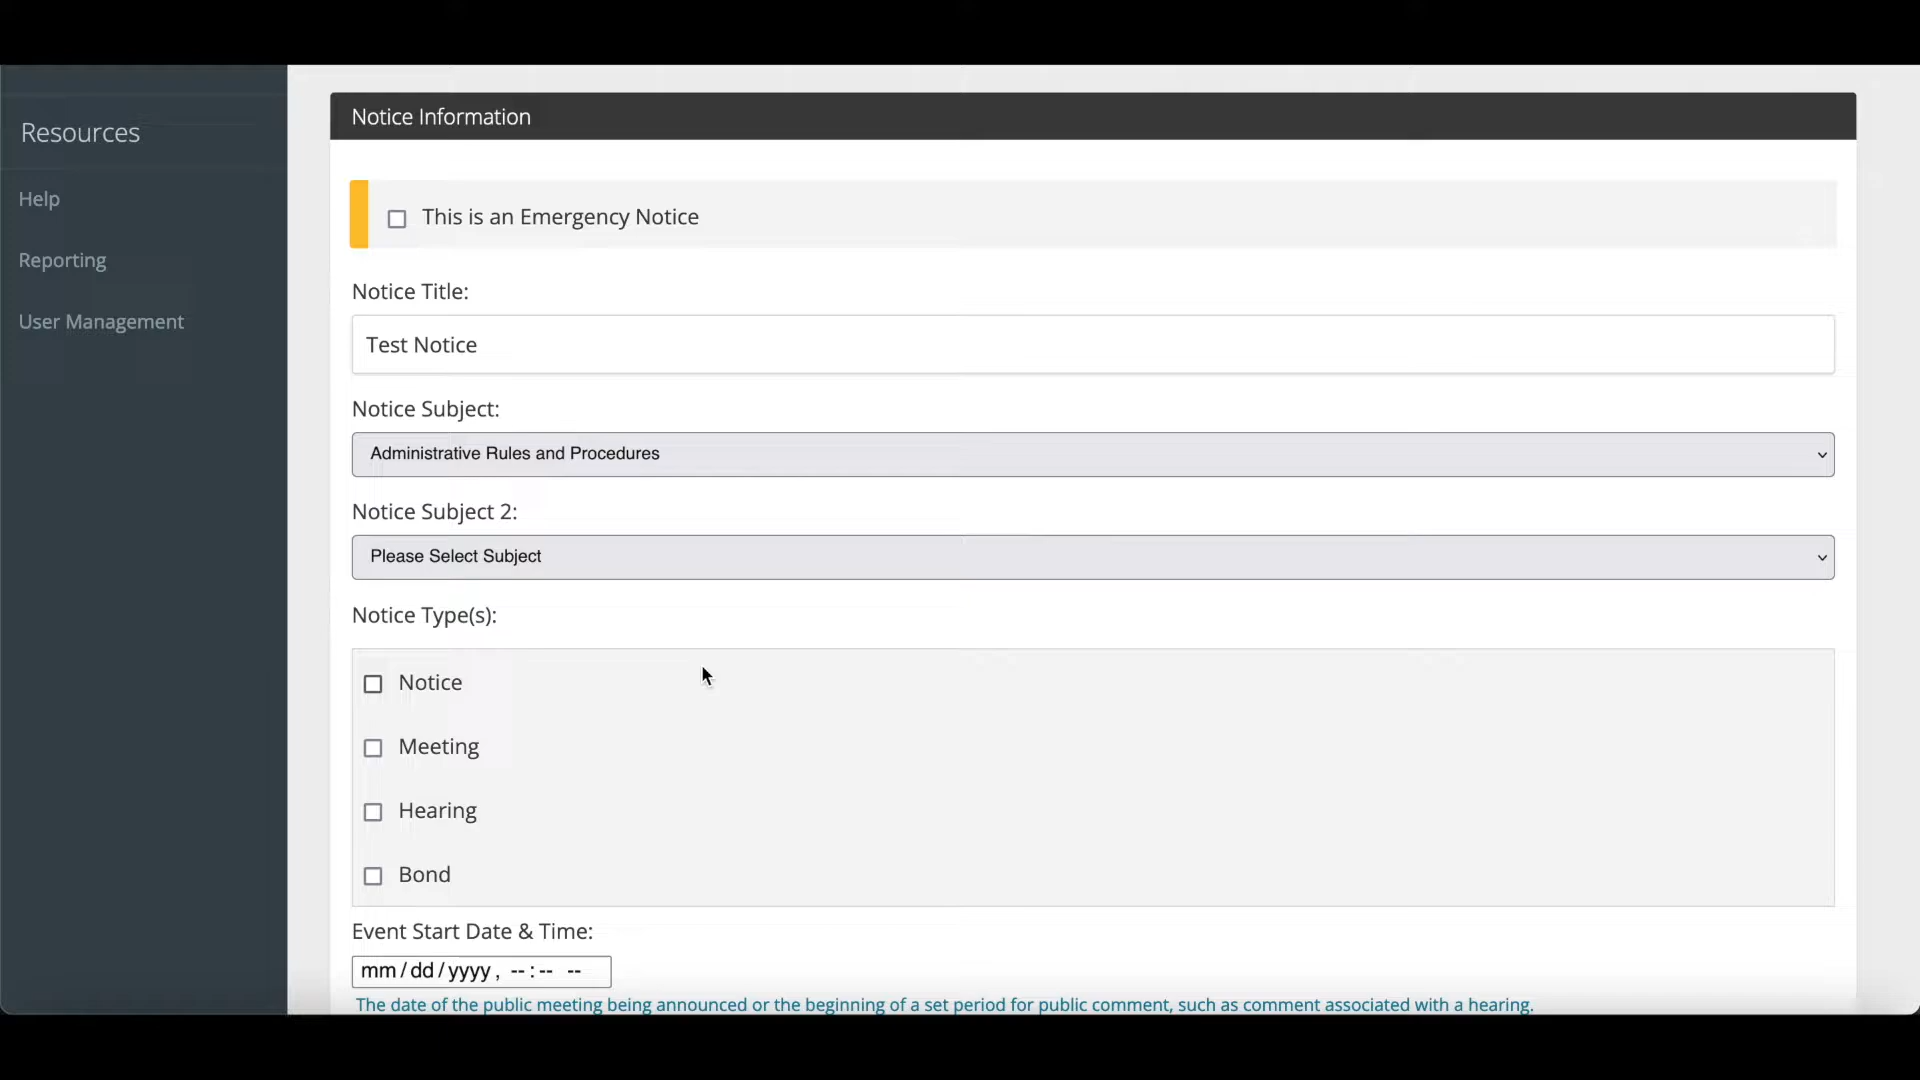 Resources
Help
Reporting
User Management
Notice Information
This is an Emergency Notice
Notice Title:
Test Notice
Notice Subject:
Administrative Rules and Procedures
Notice Subject 2:
Please Select Subject
Notice Type(s):
Notice
Meeting
Hearing
Bond
Event Start Date & Time:
mm/dd/yyyy, --:-- --
The date of the public meeting being announced or the beginning of a set period for public comment, such as comment associated with a hearing.